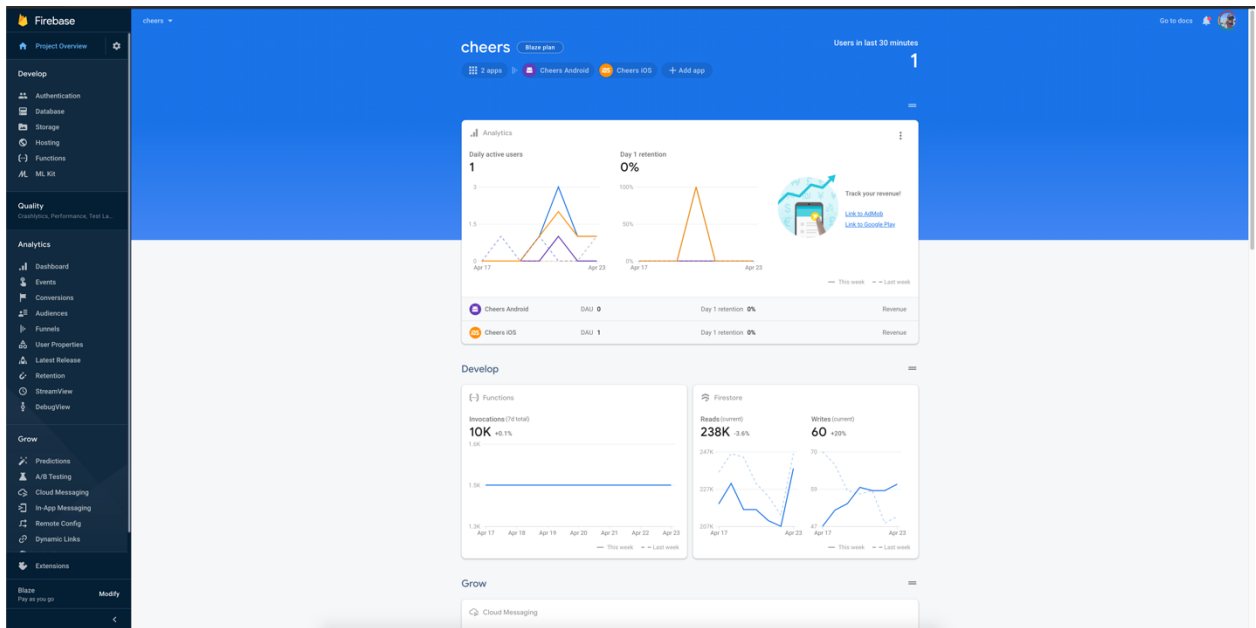 Firebase
cheers
Go to docs
Project Overview
Develop
Authentication
Database
Storage
Hosting
Functions
ML Kit
Quality
Crashlytics, Performance, Test La...
Analytics
Dashboard
Events
Conversions
Audiences
Funnels
User Properties
Latest Release
Retention
StreamView
DebugView
Grow
Predictions
A/B Testing
Cloud Messaging
In-App Messaging
Remote Config
Dynamic Links
Extensions
Blaze
Pay as you go
Modify
cheers Blaze plan
Users in last 30 minutes
1
2 apps Cheers Android iOS Cheers iOS + Add app
Analytics
Daily active users
1
3
1.5
0
Apr 17 Apr 23
Day 1 retention
0%
100%
50%
0%
Apr 17 Apr 23
Track your revenue!
Link to AdMob
Link to Google Play
This week Last week
Cheers Android DAU 0 Day 1 retention 0% Revenue
iOS Cheers iOS DAU 1 Day 1 retention 0% Revenue
Develop
Functions
Invocations (7d total)
10K +0.1%
1.6K
1.5K
1.3K
Apr 17 Apr 18 Apr 19 Apr 20 Apr 21 Apr 22 Apr 23
This week Last week
Firestore
Reads (current)
238K -3.6%
247K
227K
207K
Apr 17 Apr 23
Writes (current)
60 +20%
70
59
47
Apr 17 Apr 23
This week Last week
Grow
Cloud Messaging